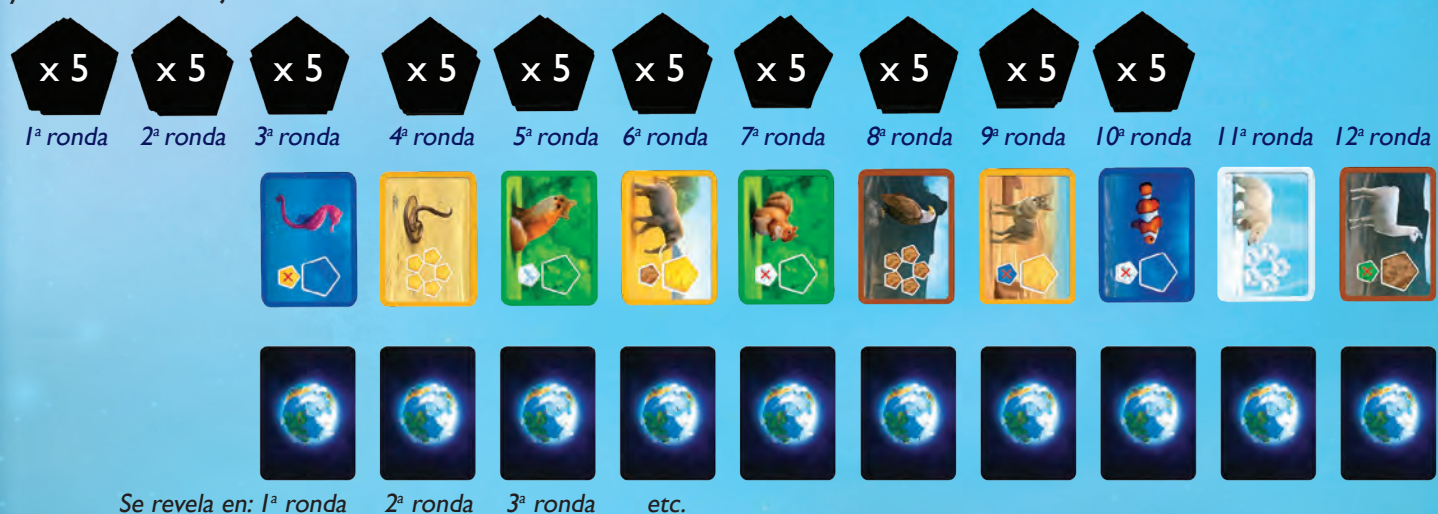 x 5 x 5 x 5 x 5 x 5 x 5 x 5 x 5 x 5 x 5
1ª ronda 2ª ronda 3ª ronda 4ª ronda 5ª ronda 6ª ronda 7ª ronda 8ª ronda 9ª ronda 10ª ronda 11ª ronda 12ª ronda
Se revela en: 1ª ronda 2ª ronda 3ª ronda etc.